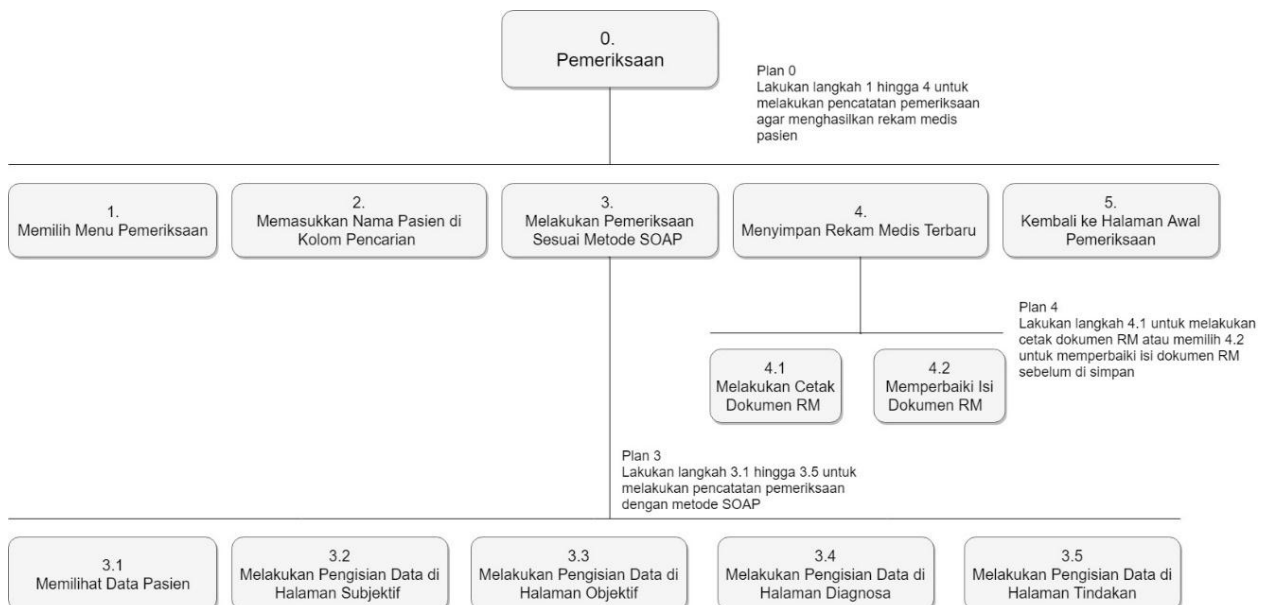 0.
Pemeriksaan
Plan 0
Lakukan langkah 1 hingga 4 untuk
melakukan pencatatan pemeriksaan
agar menghasilkan rekam medis
pasien
1.
Memilih Menu Pemeriksaan
2.
Memasukkan Nama Pasien di
Kolom Pencarian
3.
Melakukan Pemeriksaan
Sesuai Metode SOAP
4.
Menyimpan Rekam Medis Terbaru
5.
Kembali ke Halaman Awal
Pemeriksaan
Plan 4
Lakukan langkah 4.1 untuk melakukan
cetak dokumen RM atau memilih 4.2
untuk memperbaiki isi dokumen RM
sebelum di simpan
4.1
Melakukan Cetak
Dokumen RM
4.2
Memperbaiki Isi
Dokumen RM
Plan 3
Lakukan langkah 3.1 hingga 3.5 untuk
melakukan pencatatan pemeriksaan
dengan metode SOAP
3.1
Memilihat Data Pasien
3.2
Melakukan Pengisian Data di
Halaman Subjektif
3.3
Melakukan Pengisian Data di
Halaman Objektif
3.4
Melakukan Pengisian Data di
Halaman Diagnosa
3.5
Melakukan Pengisian Data di
Halaman Tindakan